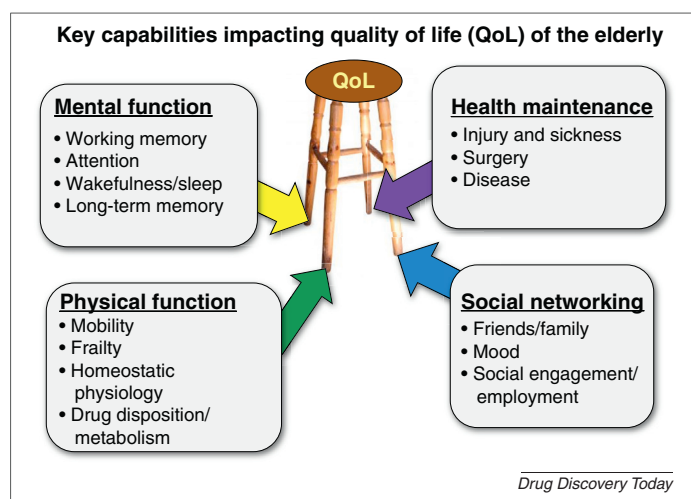 Key capabilities impacting quality of life (QoL) of the elderly
QoL
Mental function
• Working memory
• Attention
• Wakefulness/sleep
• Long-term memory
Health maintenance
• Injury and sickness
• Surgery
• Disease
Physical function
• Mobility
• Frailty
• Homeostatic
physiology
• Drug disposition/
metabolism
Social networking
• Friends/family
• Mood
• Social engagement/
employment
Drug Discovery Today